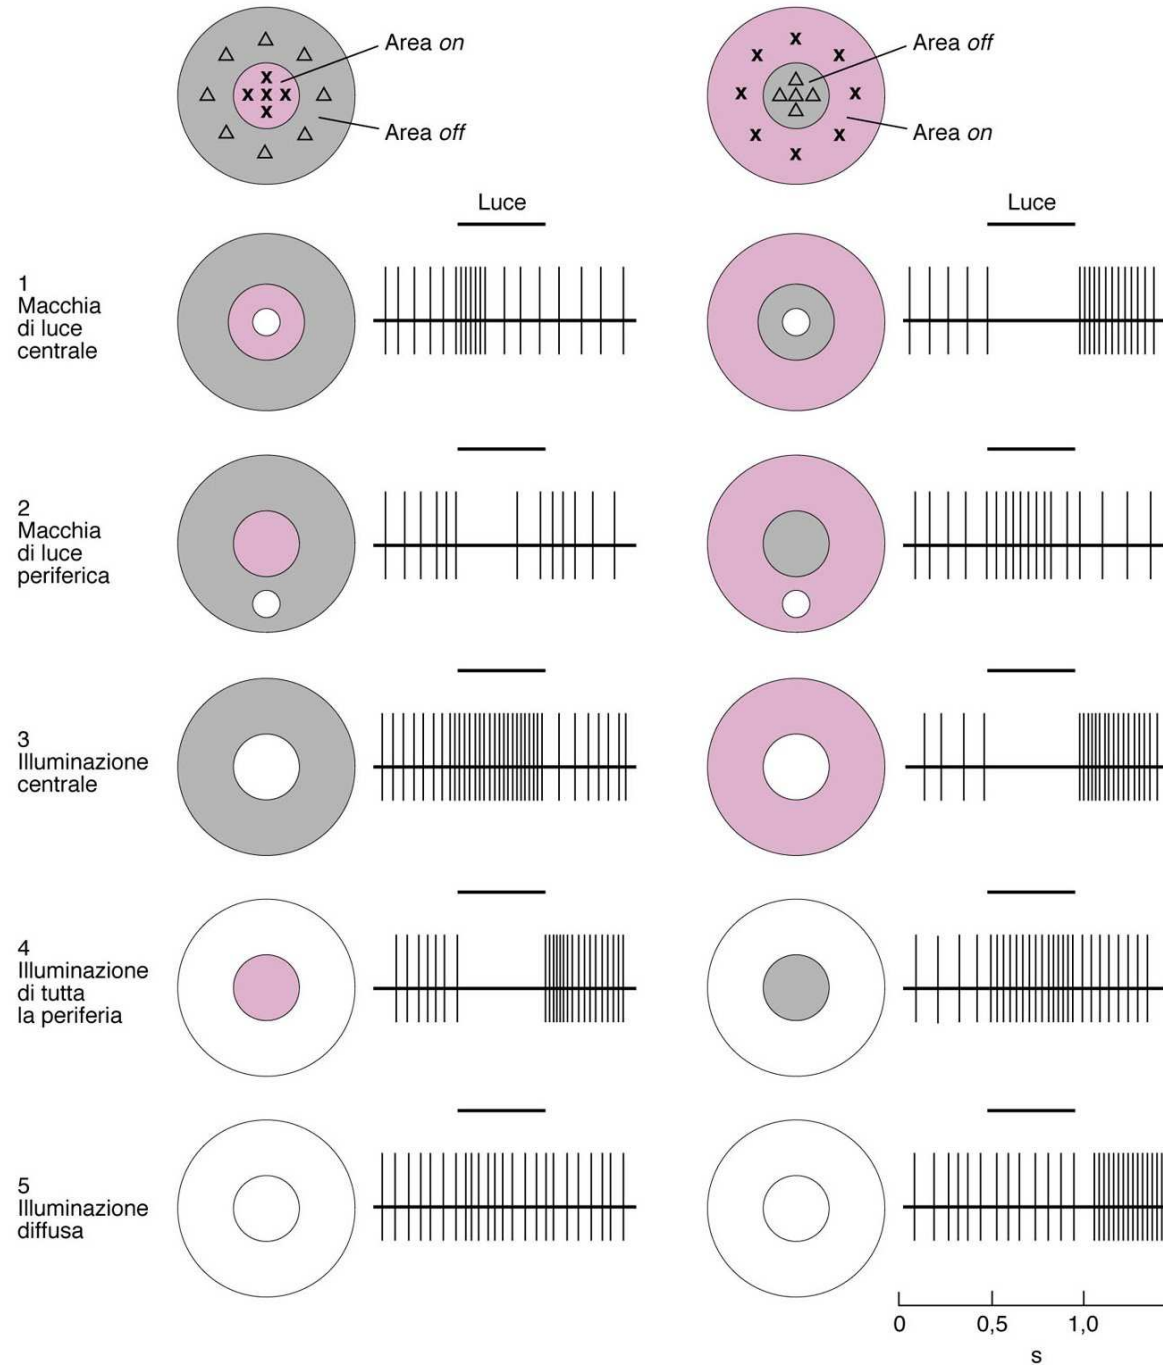 Area on
Area off
Area off
Area on
Luce
Luce
1
Macchia
di luce
centrale
2
Macchia
di luce
periferica
3
Illuminazione
centrale
4
Illuminazione
di tutta
la periferia
5
Illuminazione
diffusa
0 0,5 1,0
s